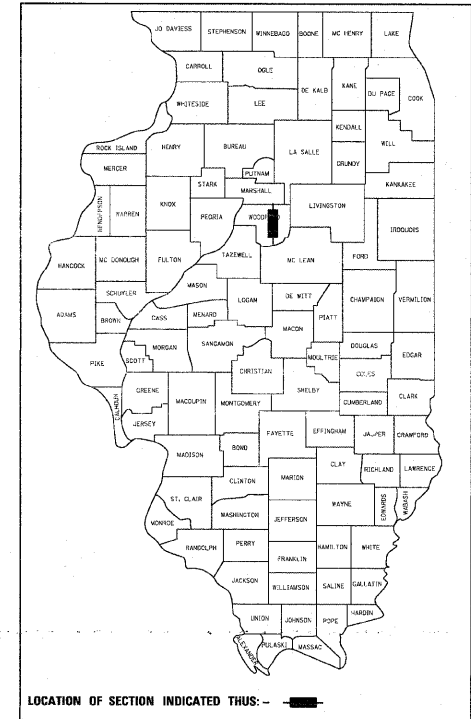 JO DAVIESS STEPHENSON WINNEBAGO BOONE MC HENRY LAKE
CARROLL OGLE
DE KALB KANE DU PAGE COOK
WHITESIDE LEE
KENDALL WILL
ROCK ISLAND HENRY BUREAU LA SALLE GRUNDY
MERCER PUTNAM
KANKAKEE
STARK MARSHALL
HENDERSON WARREN KNOX PEORIA LIVINGSTON
IROQUOIS
TAZEWELL MC LEAN FORD
HANCOCK MC DONOUGH FULTON
MASON
SCHUYLER LOGAN DE WITT CHAMPAIGN VERMILION
ADAMS BROWN CASS MENARD PIATT
MACON
MORGAN SANGAMON DOUGLAS
PIKE SCOTT CHRISTIAN MOULTRIE COLES EDGAR
GREENE SHELBY
CALHOUN MACOUPIN MONTGOMERY CUMBERLAND CLARK
JERSEY
FAYETTE EFFINGHAM JASPER CRAWFORD
MADISON BOND
CLAY RICHLAND LAWRENCE
CLINTON MARION
ST. CLAIR WAYNE EDWARDS WABASH
WASHINGTON JEFFERSON
MONROE
RANDOLPH PERRY HAMILTON WHITE
FRANKLIN
JACKSON WILLIAMSON SALINE GALLATIN
HARDIN
UNION JOHNSON POPE
ALEXANDER PULASKI MASSAC
LOCATION OF SECTION INDICATED THUS: -